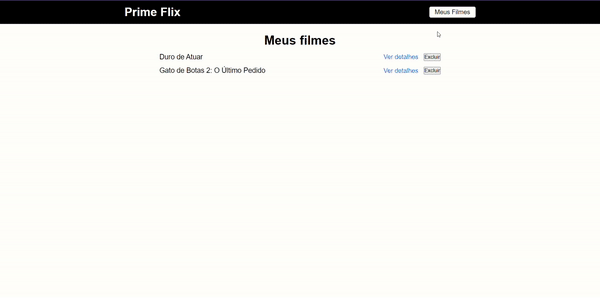 Prime Flix Meus Filmes
Meus filmes
Duro de Atuar Ver detalhes Excluir
Gato de Botas 2: O Último Pedido Ver detalhes Excluir